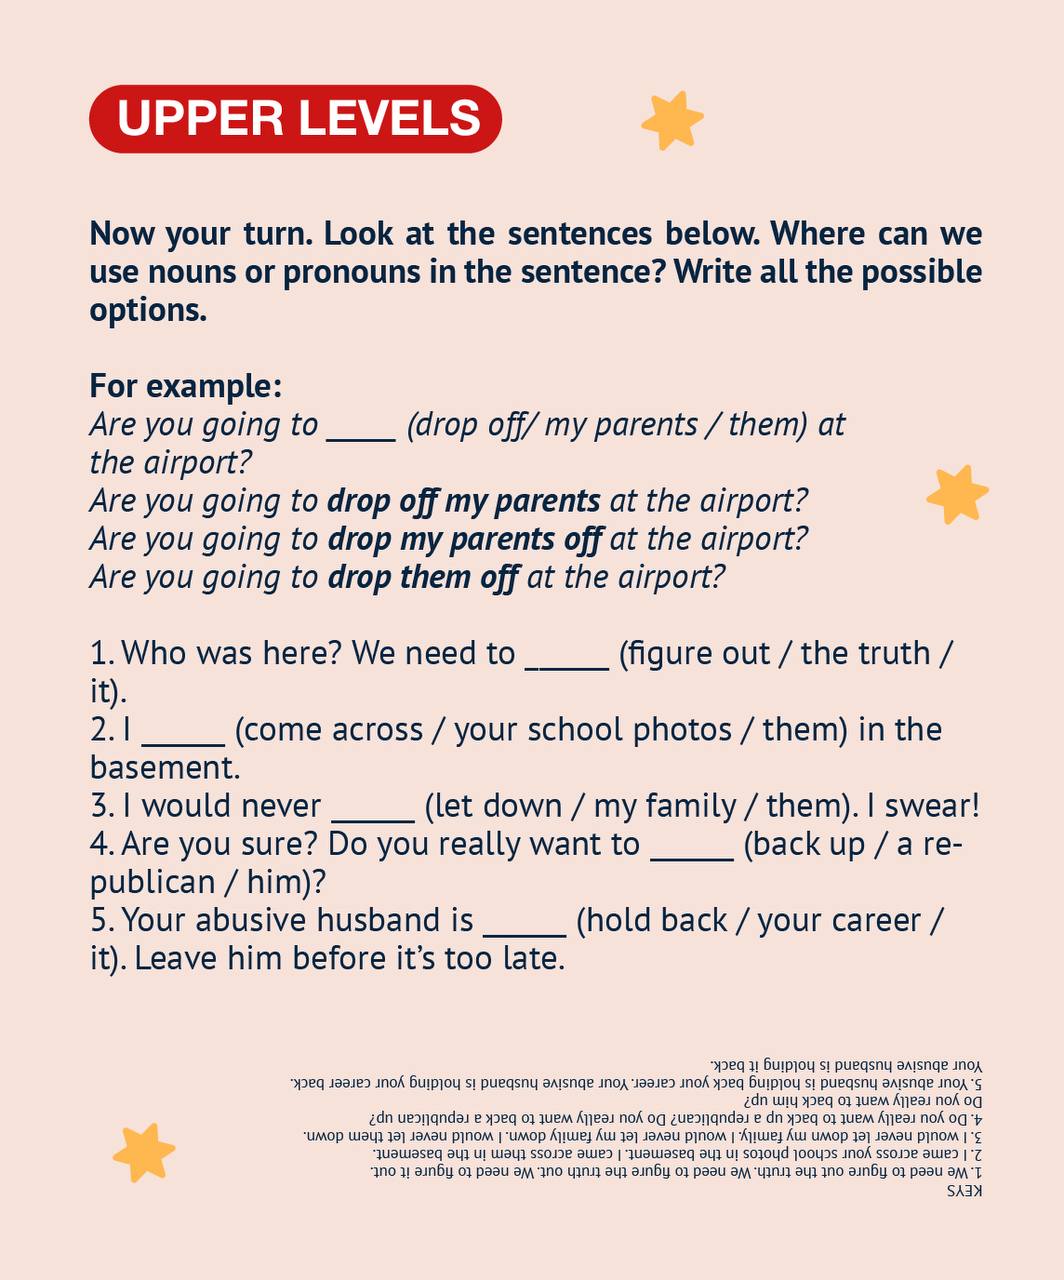 UPPER LEVELS
Now your turn. Look at the sentences below. Where can we
use nouns or pronouns in the sentence? Write all the possible
options.
For example:
Are you going to _____ (drop off/ my parents / them) at
the airport?
Are you going to drop off my parents at the airport?
Are you going to drop my parents off at the airport?
Are you going to drop them off at the airport?
1. Who was here? We need to ______ (figure out / the truth /
it).
2. I ______ (come across / your school photos / them) in the
basement.
3. I would never ______ (let down / my family / them). I swear!
4. Are you sure? Do you really want to ______ (back up / a re-
publican / him)?
5. Your abusive husband is ______ (hold back / your career /
it). Leave him before it’s too late.
KEYS
1. We need to figure out the truth. We need to figure the truth out. We need to figure it out.
2. I came across your school photos in the basement. I came across them in the basement.
3. I would never let down my family. I would never let my family down. I would never let them down.
4. Do you really want to back up a republican? Do you really want to back a republican up?
Do you really want to back him up?
5. Your abusive husband is holding back your career. Your abusive husband is holding your career back.
Your abusive husband is holding it back.